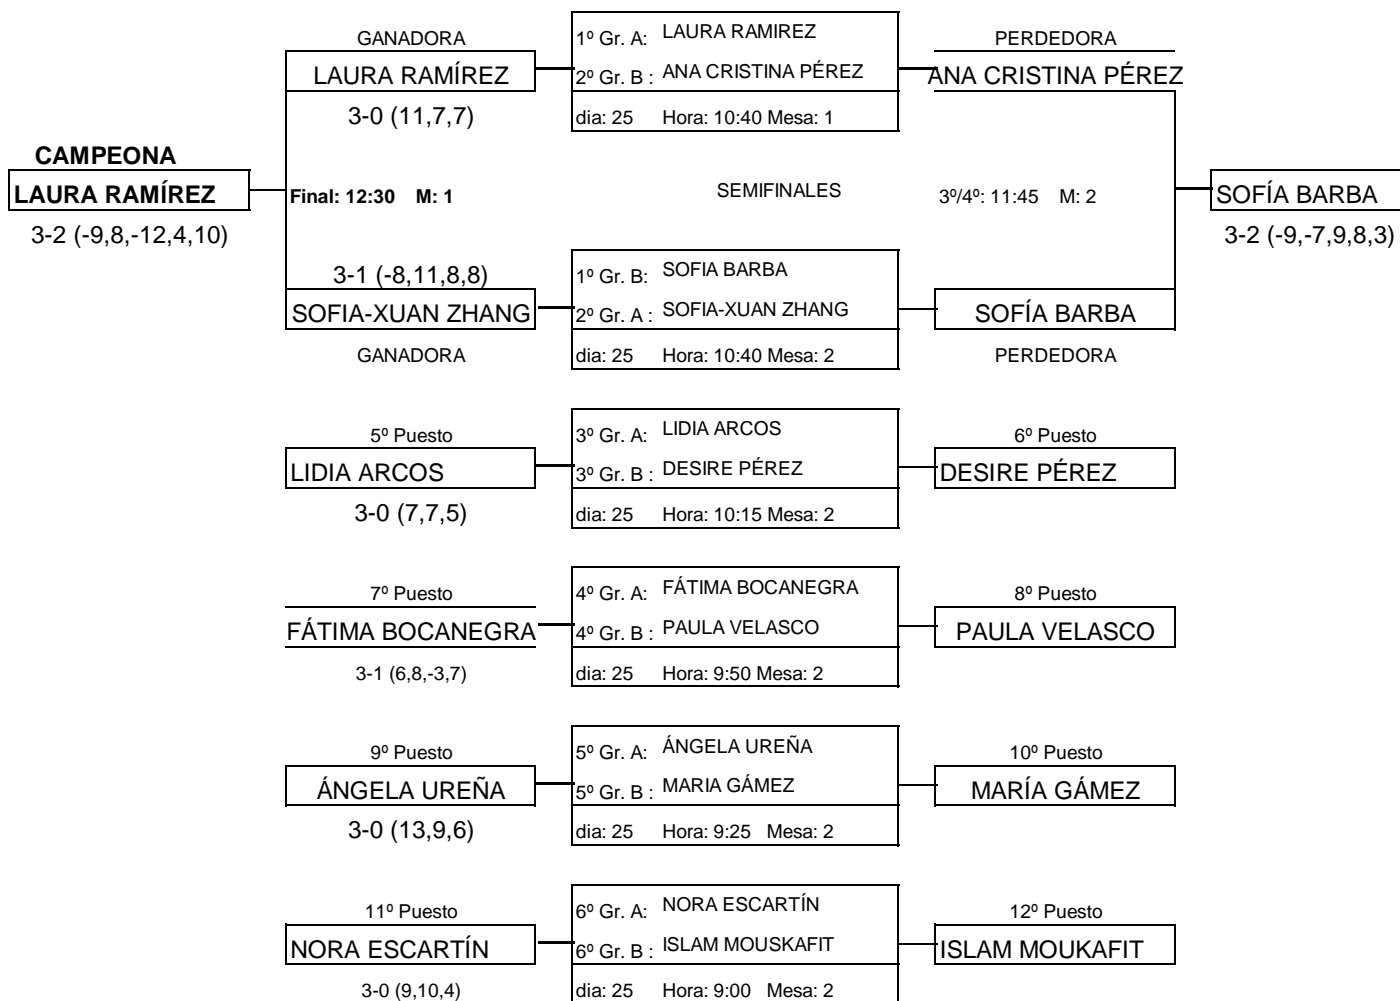 GANADORA
1º Gr. A: LAURA RAMIREZ
PERDEDORA
LAURA RAMÍREZ
2º Gr. B : ANA CRISTINA PÉREZ
ANA CRISTINA PÉREZ
3-0 (11,7,7)
dia: 25 Hora: 10:40 Mesa: 1
CAMPEONA
LAURA RAMÍREZ
Final: 12:30 M: 1
SEMIFINALES
3º/4º: 11:45 M: 2
SOFÍA BARBA
3-2 (-9,8,-12,4,10)
3-2 (-9,-7,9,8,3)
3-1 (-8,11,8,8)
1º Gr. B: SOFIA BARBA
SOFIA-XUAN ZHANG
2º Gr. A : SOFIA-XUAN ZHANG
SOFÍA BARBA
GANADORA
dia: 25 Hora: 10:40 Mesa: 2
PERDEDORA
5º Puesto
3º Gr. A: LIDIA ARCOS
6º Puesto
LIDIA ARCOS
3º Gr. B : DESIRE PÉREZ
DESIRE PÉREZ
3-0 (7,7,5)
dia: 25 Hora: 10:15 Mesa: 2
7º Puesto
4º Gr. A: FÁTIMA BOCANEGRA
8º Puesto
FÁTIMA BOCANEGRA
4º Gr. B : PAULA VELASCO
PAULA VELASCO
3-1 (6,8,-3,7)
dia: 25 Hora: 9:50 Mesa: 2
9º Puesto
5º Gr. A: ÁNGELA UREÑA
10º Puesto
ÁNGELA UREÑA
5º Gr. B : MARIA GÁMEZ
MARÍA GÁMEZ
3-0 (13,9,6)
dia: 25 Hora: 9:25 Mesa: 2
11º Puesto
6º Gr. A: NORA ESCARTÍN
12º Puesto
NORA ESCARTÍN
6º Gr. B : ISLAM MOUSKAFIT
ISLAM MOUKAFIT
3-0 (9,10,4)
dia: 25 Hora: 9:00 Mesa: 2